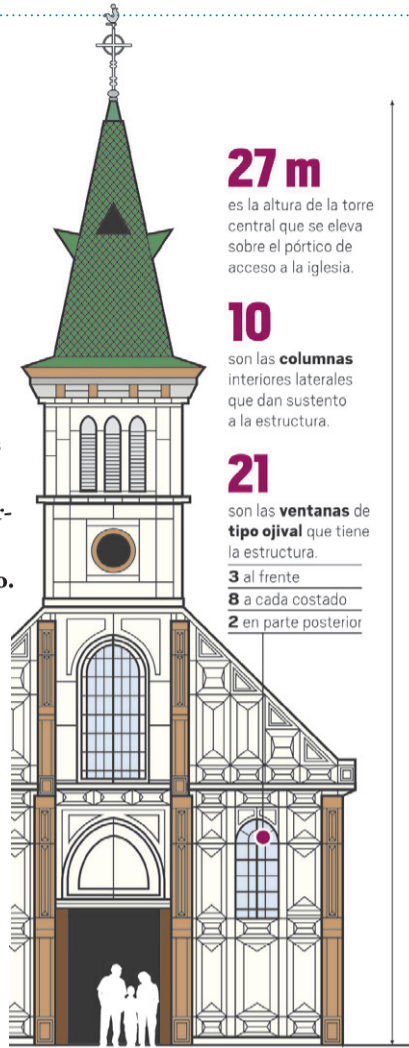 27 m
es la altura de la torre
central que se eleva
sobre el pórtico de
acceso a la iglesia.
10
son las columnas
interiores laterales
que dan sustento
a la estructura.
21
son las ventanas de
tipo ojival que tiene
la estructura.
3 al frente
8 a cada costado
2 en parte posterior